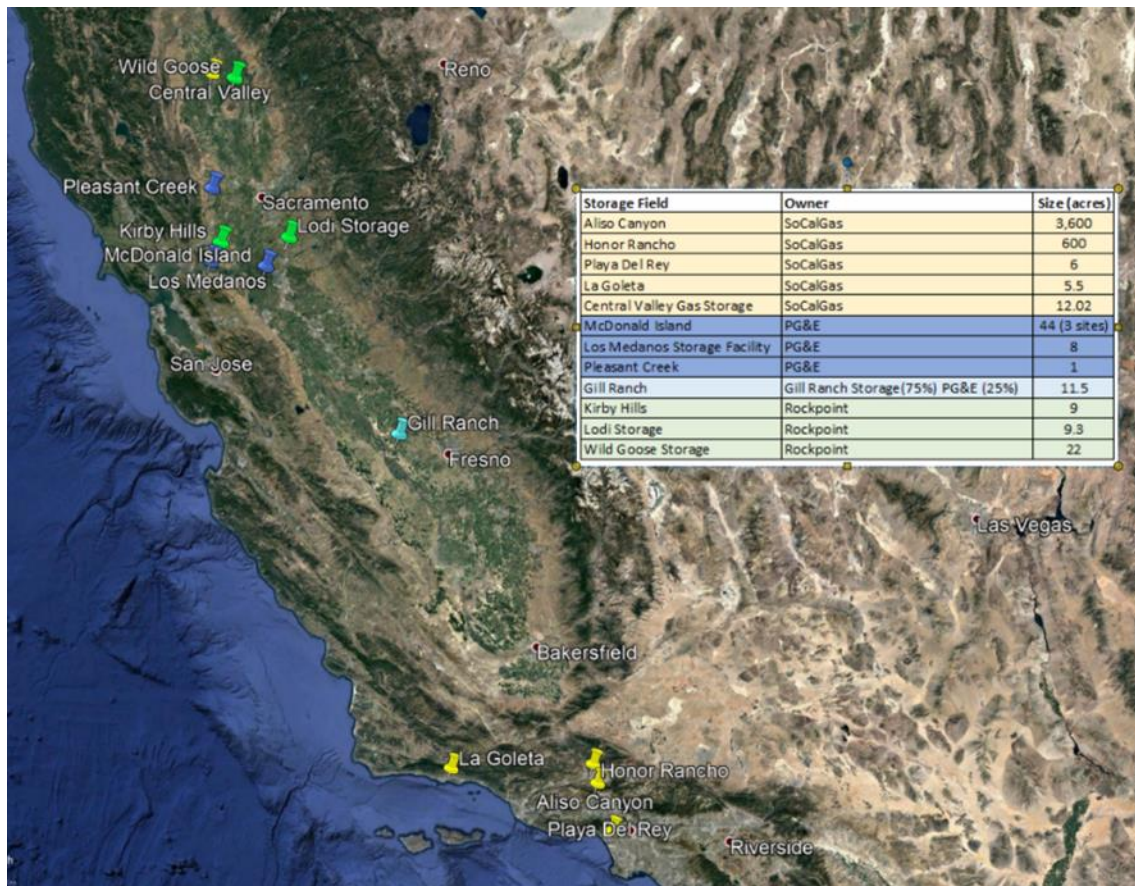 Wild Goose
Central Valley
Reno
Pleasant Creek
Sacramento
Lodi Storage
Kirby Hills
McDonald Island
Los Medanos
San Jose
Gill Ranch
Fresno
Las Vegas
Bakersfield
La Goleta
Honor Rancho
Aliso Canyon
Playa Del Rey
Riverside
Storage Field Owner Size (acres)
Aliso Canyon SoCalGas 3,600
Honor Rancho SoCalGas 600
Playa Del Rey SoCalGas 6
La Goleta SoCalGas 5.5
Central Valley Gas Storage SoCalGas 12.02
McDonald Island PG&E 44 (3 sites)
Los Medanos Storage Facility PG&E 8
Pleasant Creek PG&E 1
Gill Ranch Gill Ranch Storage(75%) PG&E (25%) 11.5
Kirby Hills Rockpoint 9
Lodi Storage Rockpoint 9.3
Wild Goose Storage Rockpoint 22